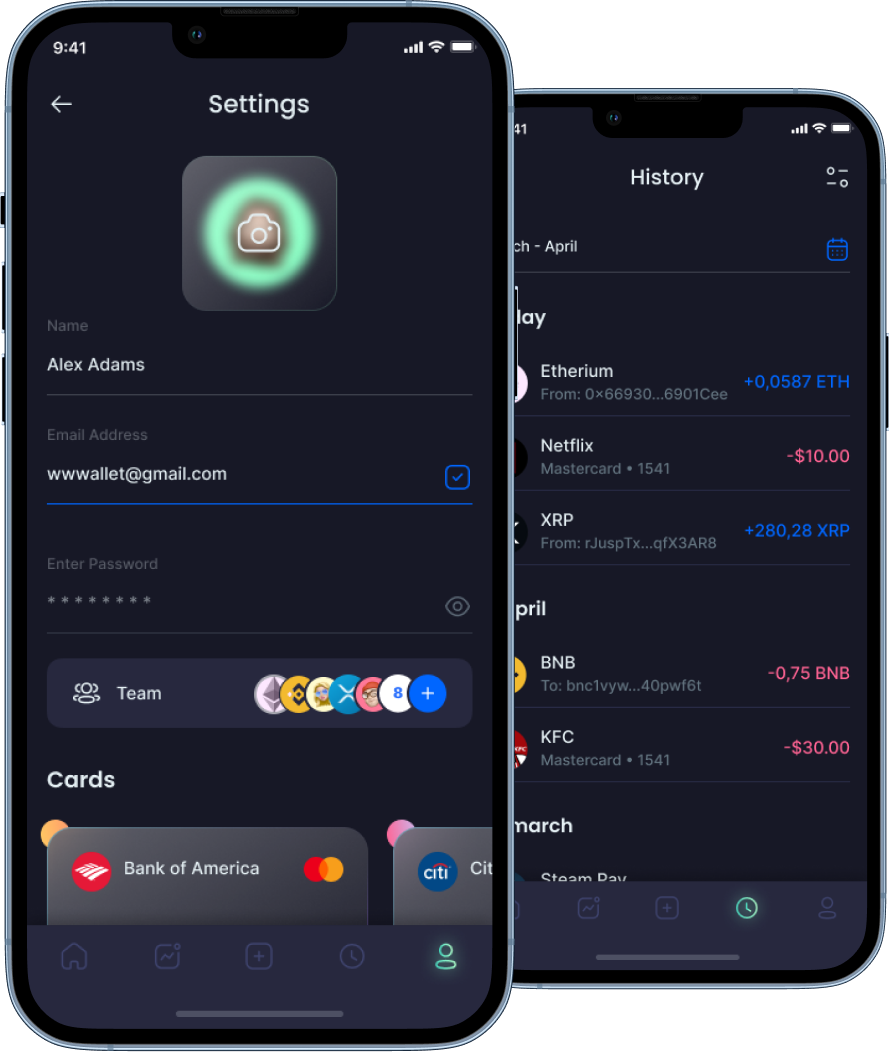 9:41
Settings
Name
Alex Adams
Email Address
wwwallet@gmail.com
Enter Password
* * * * * * * *
Team
8
+
Cards
Bank of America
citi
Cit
41
History
ch - April
lay
Etherium
+0,0587 ETH
From: 0x66930...6901Cee
Netflix
-$10.00
Mastercard • 1541
XRP
+280,28 XRP
From: rJuspTx...qfX3AR8
pril
BNB
-0,75 BNB
To: bnc1vyw...40pwf6t
KFC
-$30.00
Mastercard • 1541
march
Steam Pay